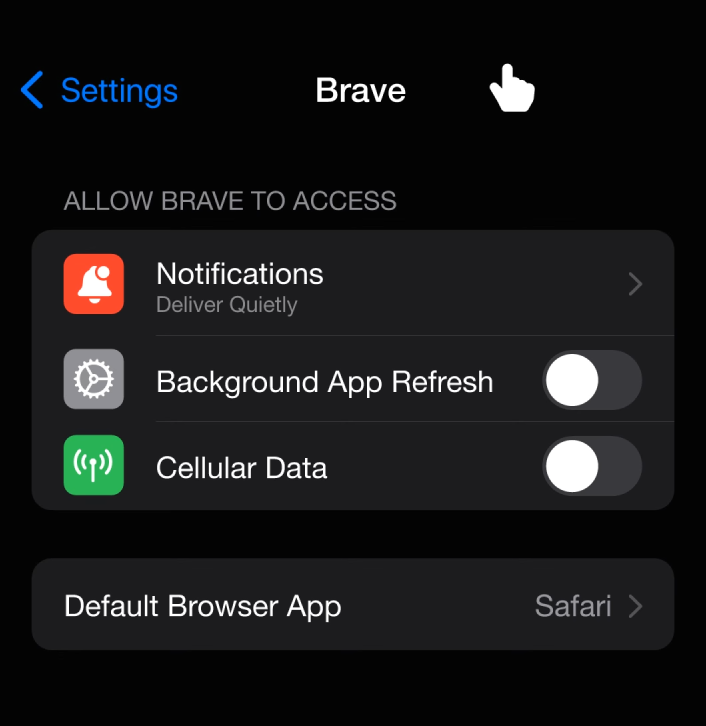 Settings
Brave
ALLOW BRAVE TO ACCESS
Notifications
Deliver Quietly
Background App Refresh
Cellular Data
Default Browser App
Safari